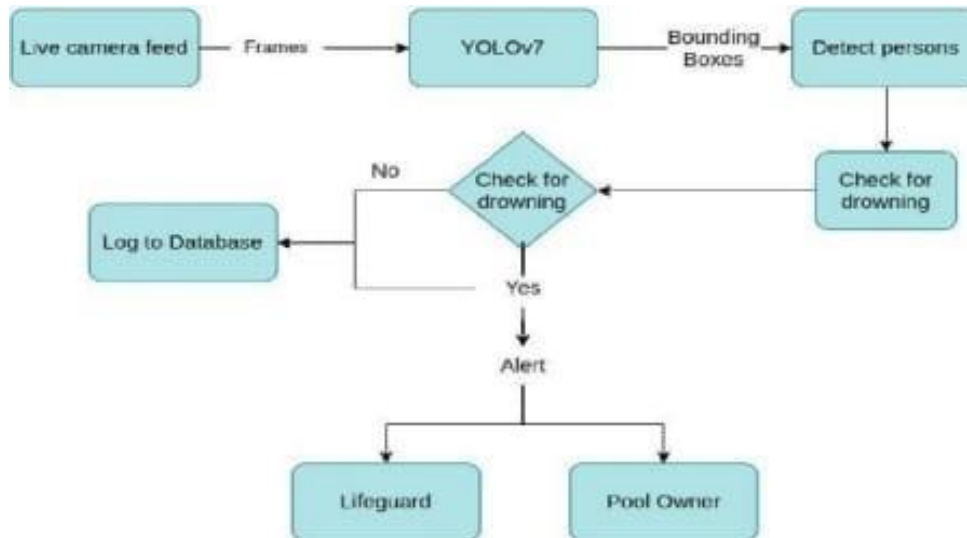 Live camera feed
Frames
YOLOv7
Bounding
Boxes
Detect persons
No
Check for
drowning
Check for
drowning
Log to Database
Yes
Alert
Lifeguard
Pool Owner